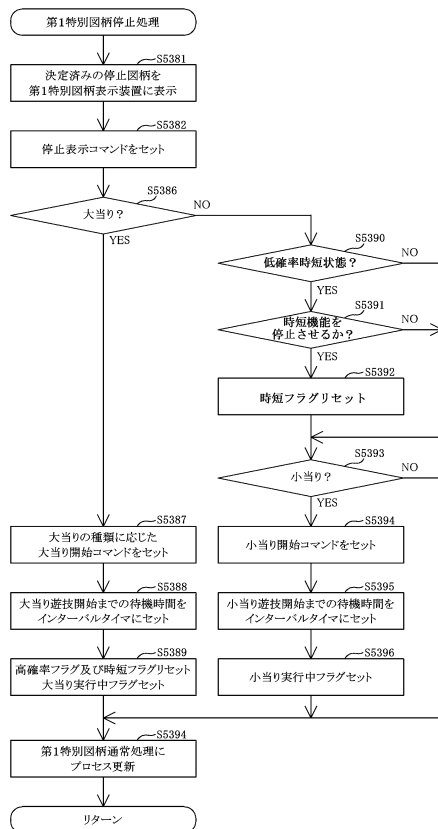 第1特別図柄停止処理
S5381
決定済みの停止図柄を
第1特別図柄表示装置に表示
S5382
停止表示コマンドをセット
S5386
大当り？
NO
YES
S5390
低確率時短状態？
NO
YES
S5391
時短機能を
停止させるか？
NO
YES
S5392
時短フラグリセット
S5393
小当り？
NO
YES
S5387
大当りの種類に応じた
大当り開始コマンドをセット
S5394
小当り開始コマンドをセット
S5388
大当り遊技開始までの待機時間を
インターバルタイマにセット
S5395
小当り遊技開始までの待機時間を
インターバルタイマにセット
S5389
高確率フラグ及び時短フラグリセット
大当り実行中フラグセット
S5396
小当り実行中フラグセット
S5394
第1特別図柄通常処理に
プロセス更新
リターン